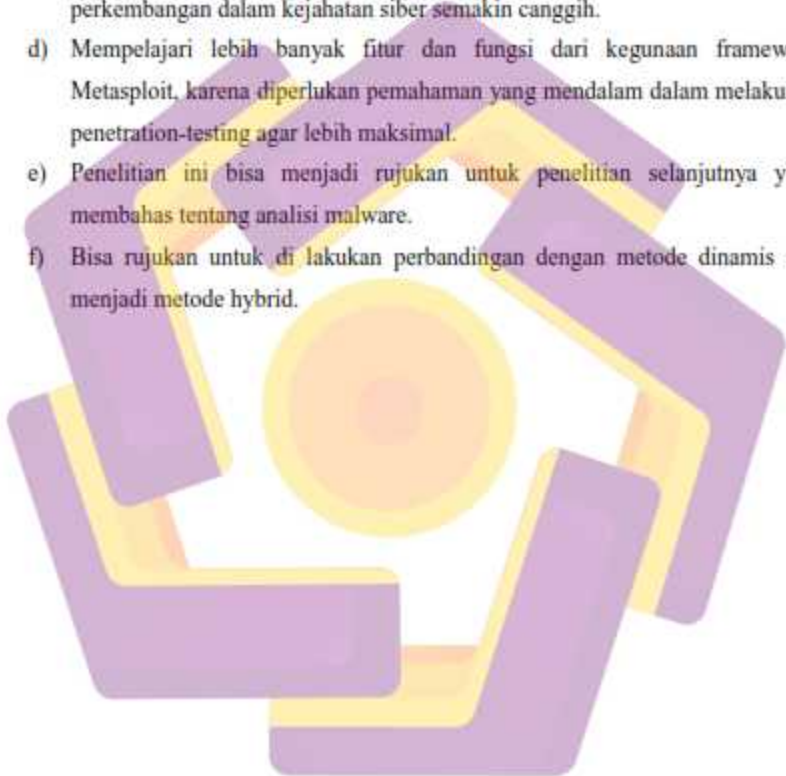 perkembangan dalam kejahatan siber semakin canggih.
d) Mempelajari lebih banyak fitur dan fungsi dari kegunaan framew
Metasploit, karena diperlukan pemahaman yang mendalam dalam melaku
penetration-testing agar lebih maksimal.
e) Penelitian ini bisa menjadi rujukan untuk penelitian selanjutnya y
membahas tentang analisi malware.
f) Bisa rujukan untuk di lakukan perbandingan dengan metode dinamis
menjadi metode hybrid.